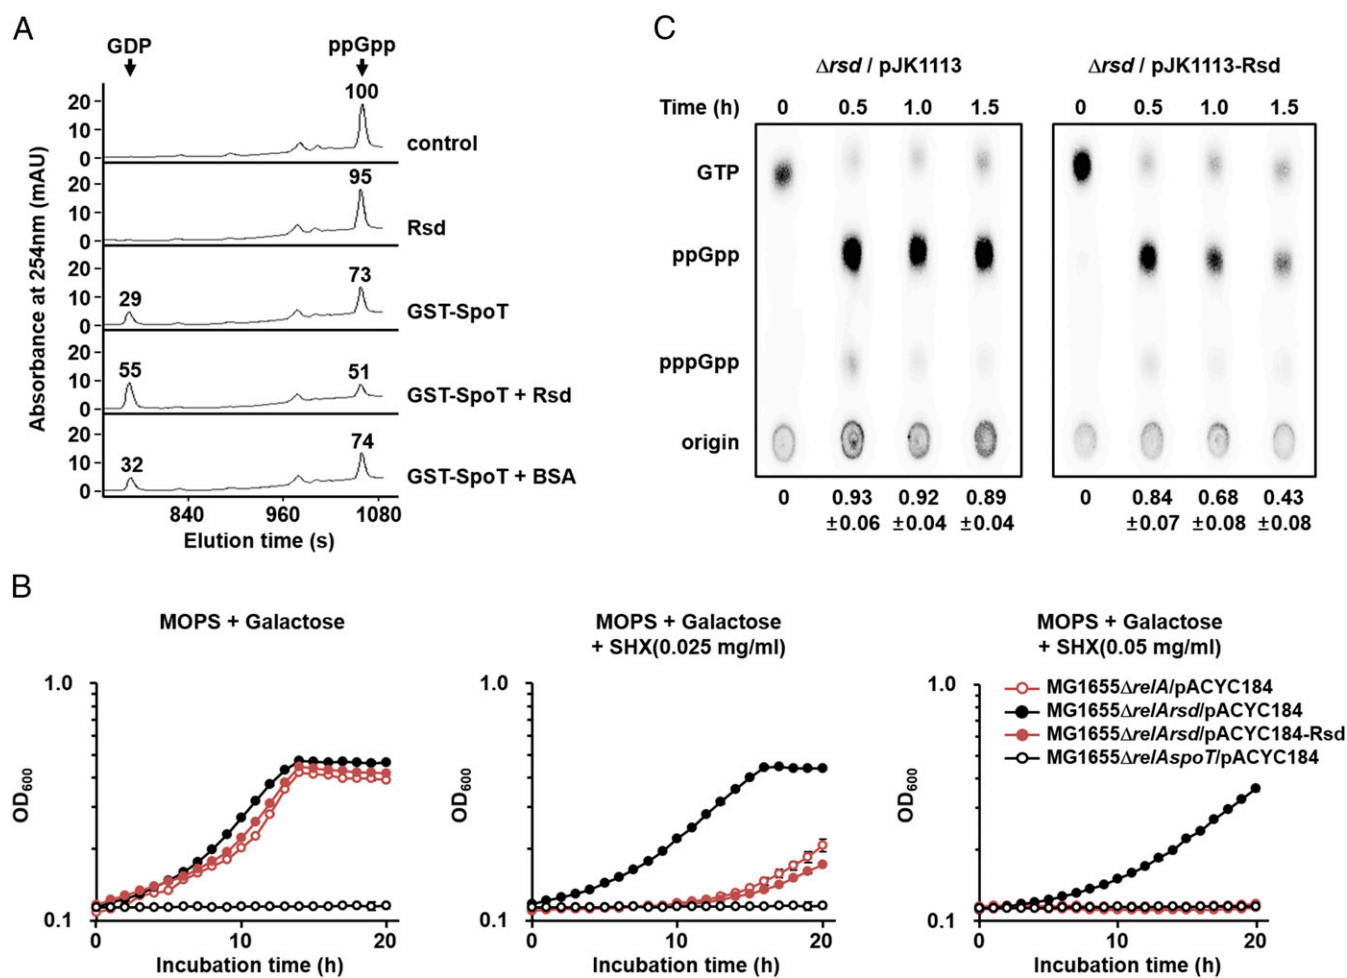 A
GDP
ppGpp
100
20
10
0
control
95
20
10
0
Rsd
29
73
20
10
0
GST-SpoT
55
51
20
10
0
GST-SpoT + Rsd
32
74
20
10
0
GST-SpoT + BSA
840
960
1080
Elution time (s)
Absorbance at 254nm (mAU)
C
Δrsd / pJK1113
Δrsd / pJK1113-Rsd
Time (h)
0
0.5
1.0
1.5
0
0.5
1.0
1.5
GTP
ppGpp
pppGpp
origin
0
0.93
±0.06
0.92
±0.04
0.89
±0.04
0
0.84
±0.07
0.68
±0.08
0.43
±0.08
B
MOPS + Galactose
1.0
OD600
0.1
0
10
20
Incubation time (h)
MOPS + Galactose
+ SHX(0.025 mg/ml)
1.0
OD600
0.1
0
10
20
Incubation time (h)
MOPS + Galactose
+ SHX(0.05 mg/ml)
1.0
MG1655ΔrelA/pACYC184
MG1655ΔrelArsd/pACYC184
MG1655ΔrelArsd/pACYC184-Rsd
MG1655ΔrelAspoT/pACYC184
OD600
0.1
0
10
20
Incubation time (h)